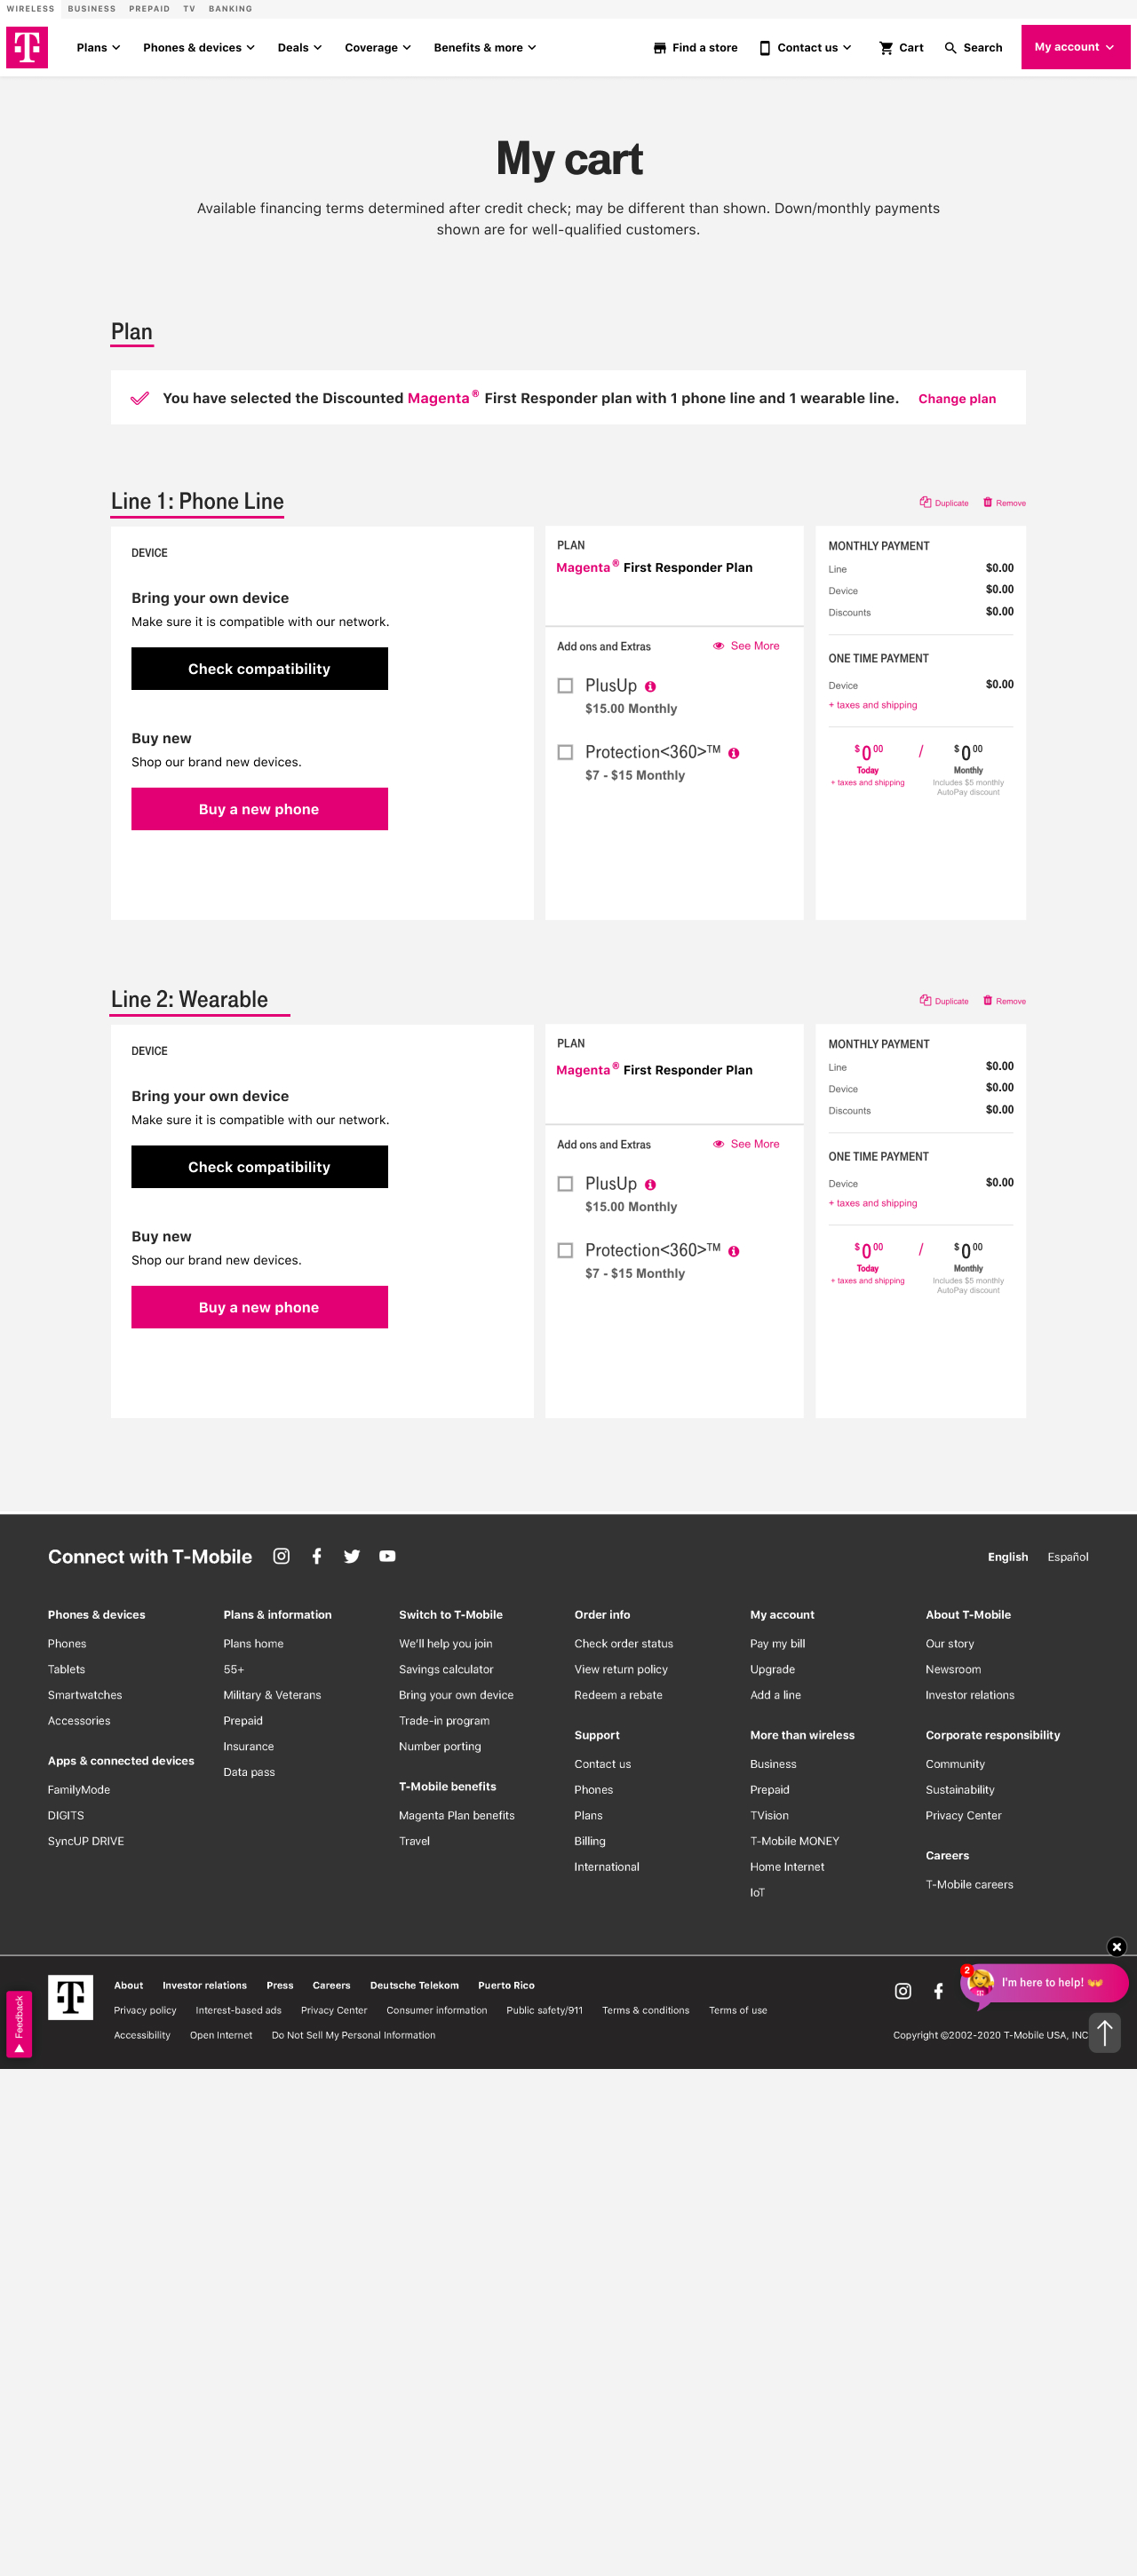 WIRELESS BUSINESS PREPAID TV BANKING
T Plans Phones & devices Deals Coverage Benefits & more Find a store Contact us Cart Search My account
My cart
Available financing terms determined after credit check; may be different than shown. Down/monthly payments
shown are for well-qualified customers.
Plan
You have selected the Discounted Magenta® First Responder plan with 1 phone line and 1 wearable line. Change plan
Line 1: Phone Line
Duplicate Remove
DEVICE
Bring your own device
Make sure it is compatible with our network.
Check compatibility
Buy new
Shop our brand new devices.
Buy a new phone
PLAN
Magenta® First Responder Plan
Add ons and Extras See More
PlusUp
$15.00 Monthly
Protection<360>™
$7 - $15 Monthly
MONTHLY PAYMENT
Line $0.00
Device $0.00
Discounts $0.00
ONE TIME PAYMENT
Device $0.00
+ taxes and shipping
$0 00 / $0 00
Today Monthly
+ taxes and shipping Includes $5 monthly
AutoPay discount
Line 2: Wearable
Duplicate Remove
DEVICE
Bring your own device
Make sure it is compatible with our network.
Check compatibility
Buy new
Shop our brand new devices.
Buy a new phone
PLAN
Magenta® First Responder Plan
Add ons and Extras See More
PlusUp
$15.00 Monthly
Protection<360>™
$7 - $15 Monthly
MONTHLY PAYMENT
Line $0.00
Device $0.00
Discounts $0.00
ONE TIME PAYMENT
Device $0.00
+ taxes and shipping
$0 00 / $0 00
Today Monthly
+ taxes and shipping Includes $5 monthly
AutoPay discount
Connect with T-Mobile English Español
Phones & devices
Phones
Tablets
Smartwatches
Accessories
Apps & connected devices
FamilyMode
DIGITS
SyncUP DRIVE
Plans & information
Plans home
55+
Military & Veterans
Prepaid
Insurance
Data pass
Switch to T-Mobile
We'll help you join
Savings calculator
Bring your own device
Trade-in program
Number porting
T-Mobile benefits
Magenta Plan benefits
Travel
Order info
Check order status
View return policy
Redeem a rebate
Support
Contact us
Phones
Plans
Billing
International
My account
Pay my bill
Upgrade
Add a line
More than wireless
Business
Prepaid
TVision
T-Mobile MONEY
Home Internet
IoT
About T-Mobile
Our story
Newsroom
Investor relations
Corporate responsibility
Community
Sustainability
Privacy Center
Careers
T-Mobile careers
T About Investor relations Press Careers Deutsche Telekom Puerto Rico
Privacy policy Interest-based ads Privacy Center Consumer information Public safety/911 Terms & conditions Terms of use
Accessibility Open Internet Do Not Sell My Personal Information
2 I'm here to help! 👐
Copyright ©2002-2020 T-Mobile USA, INC
Feedback